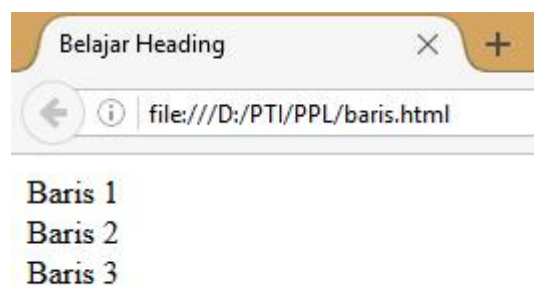 Belajar Heading
file:///D:/PTI/PPL/baris.html
Baris 1
Baris 2
Baris 3